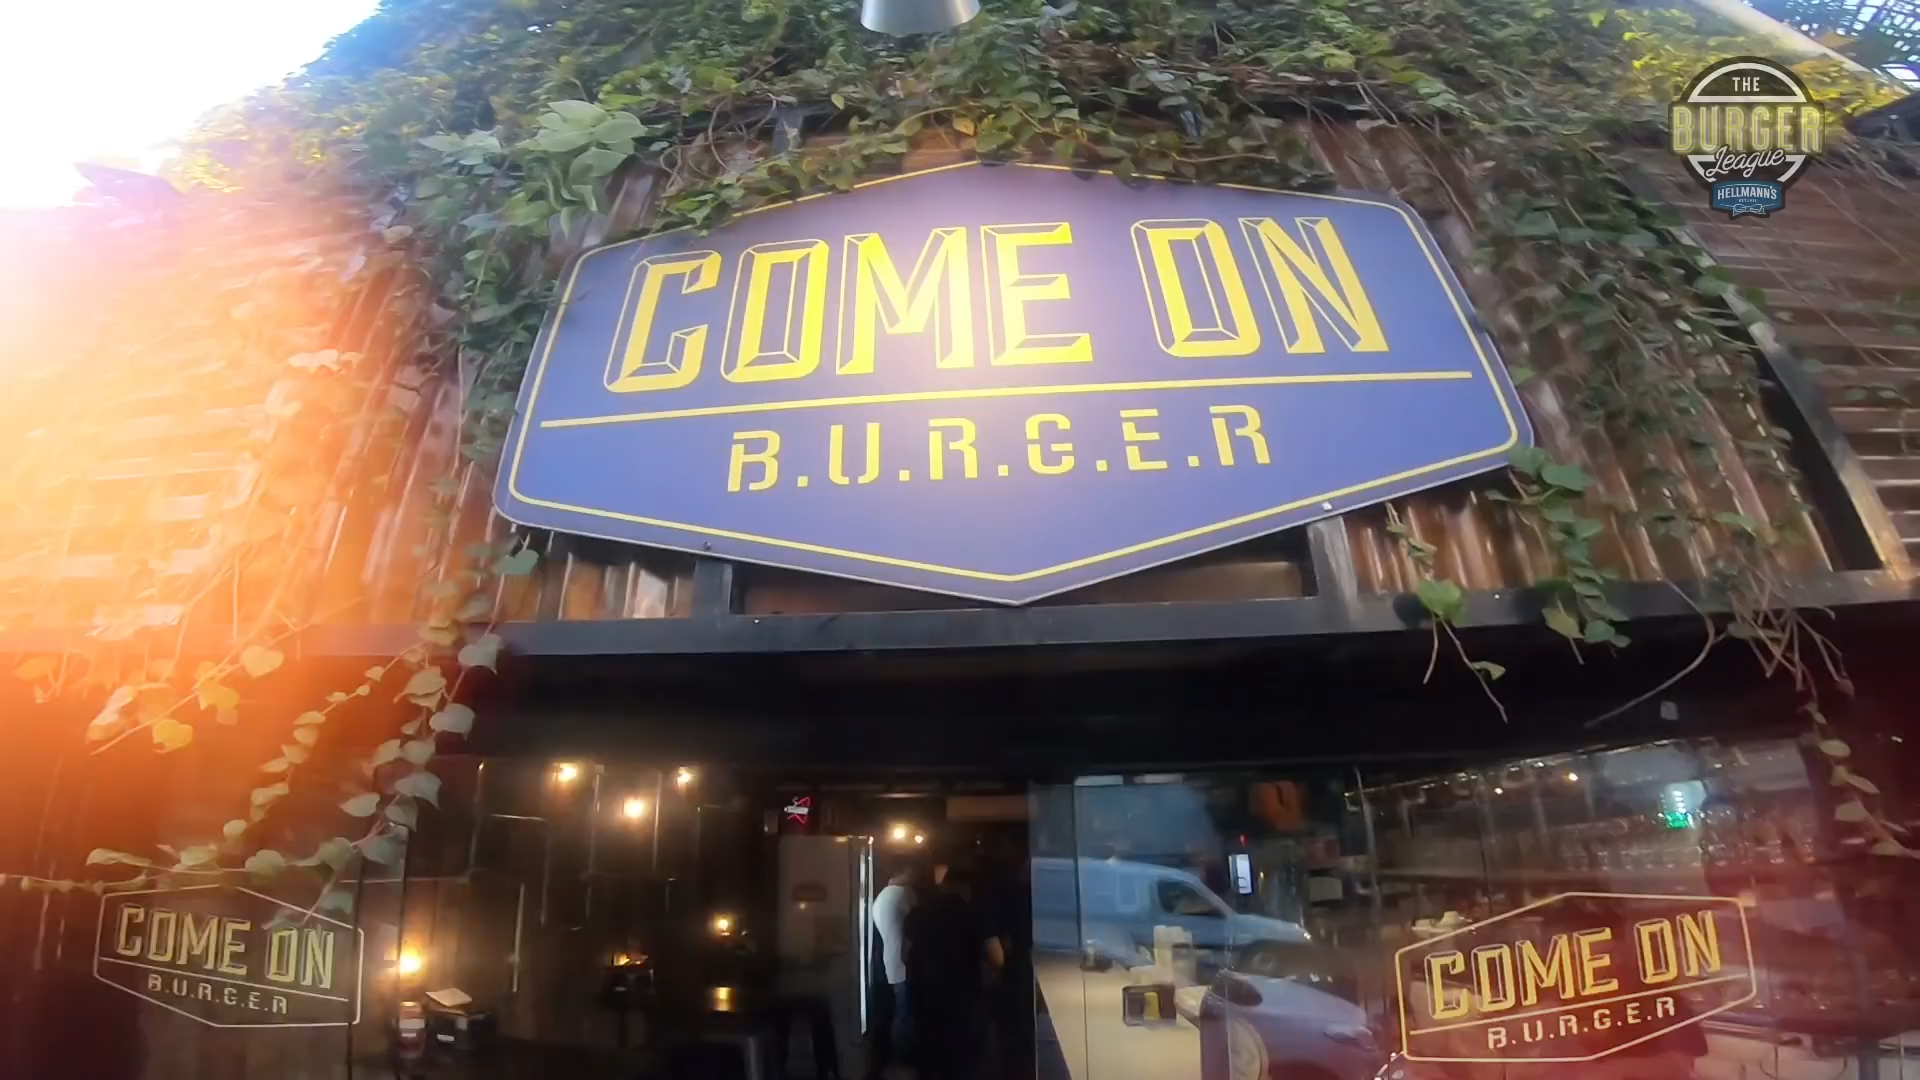 THE
BURGER
League
HELLMANN'S
COME ON
B.U.R.G.E.R
COME ON
B.U.R.G.E.R
COME ON
B.U.R.G.E.R